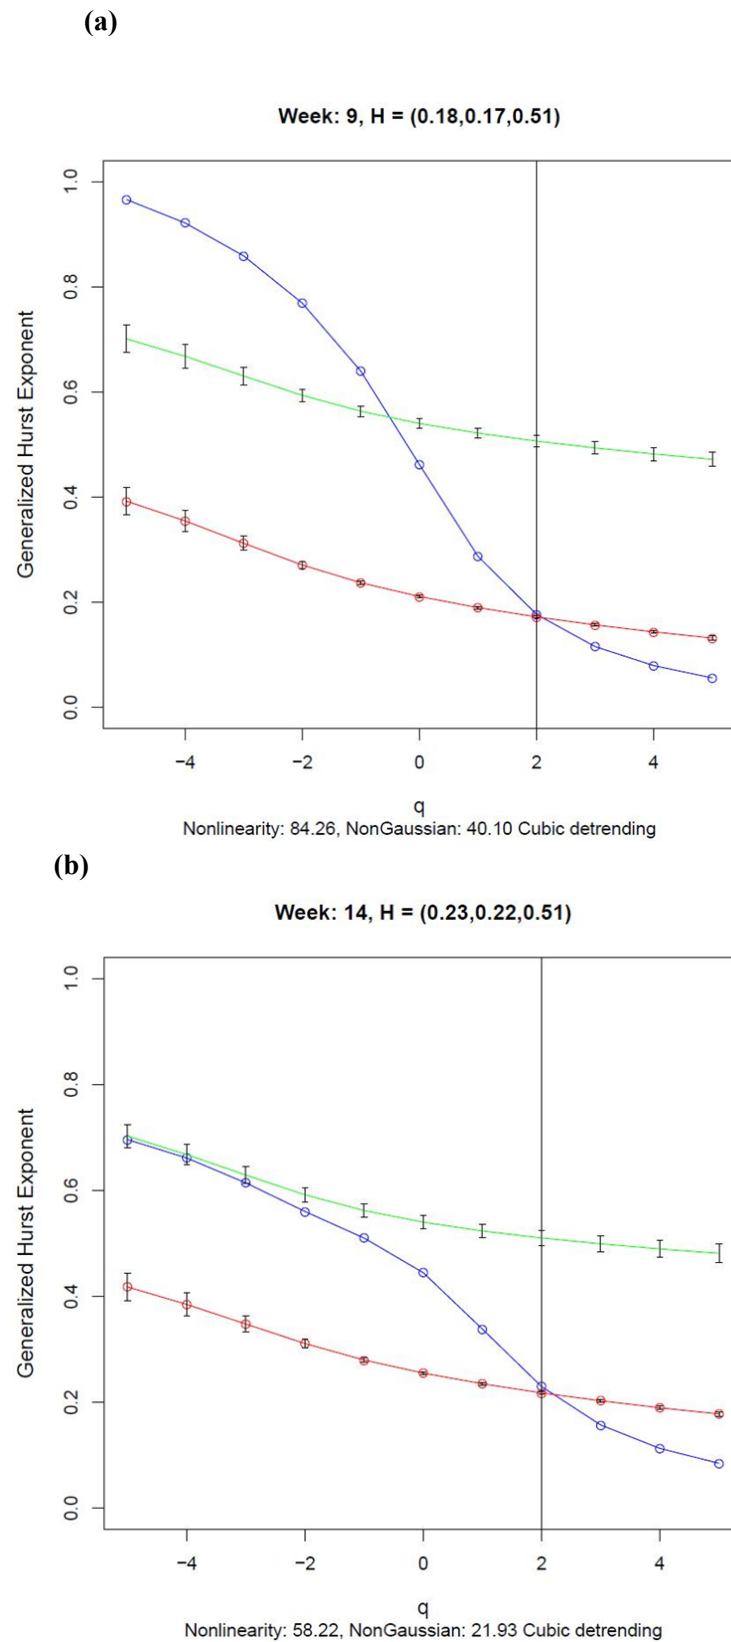 (a)
Week: 9, H = (0.18,0.17,0.51)
Generalized Hurst Exponent
1.0
0.8
0.6
0.4
0.2
0.0
−4 −2 0 2 4
q
Nonlinearity: 84.26, NonGaussian: 40.10 Cubic detrending
(b)
Week: 14, H = (0.23,0.22,0.51)
Generalized Hurst Exponent
1.0
0.8
0.6
0.4
0.2
0.0
−4 −2 0 2 4
q
Nonlinearity: 58.22, NonGaussian: 21.93 Cubic detrending